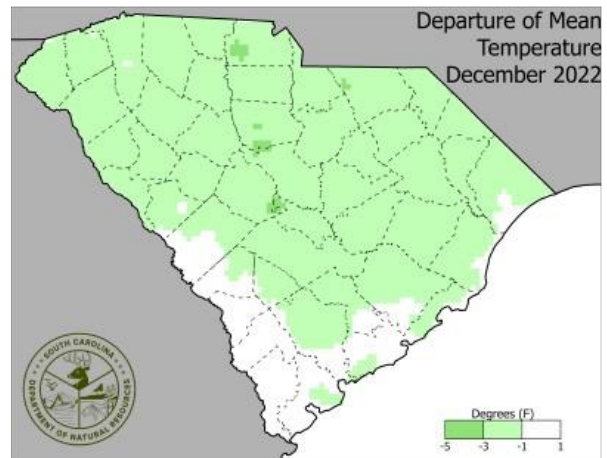 Departure of Mean
Temperature
December 2022
SOUTH CAROLINA
DEPARTMENT OF NATURAL RESOURCES
Degrees (F)
-5 -3 -1 1